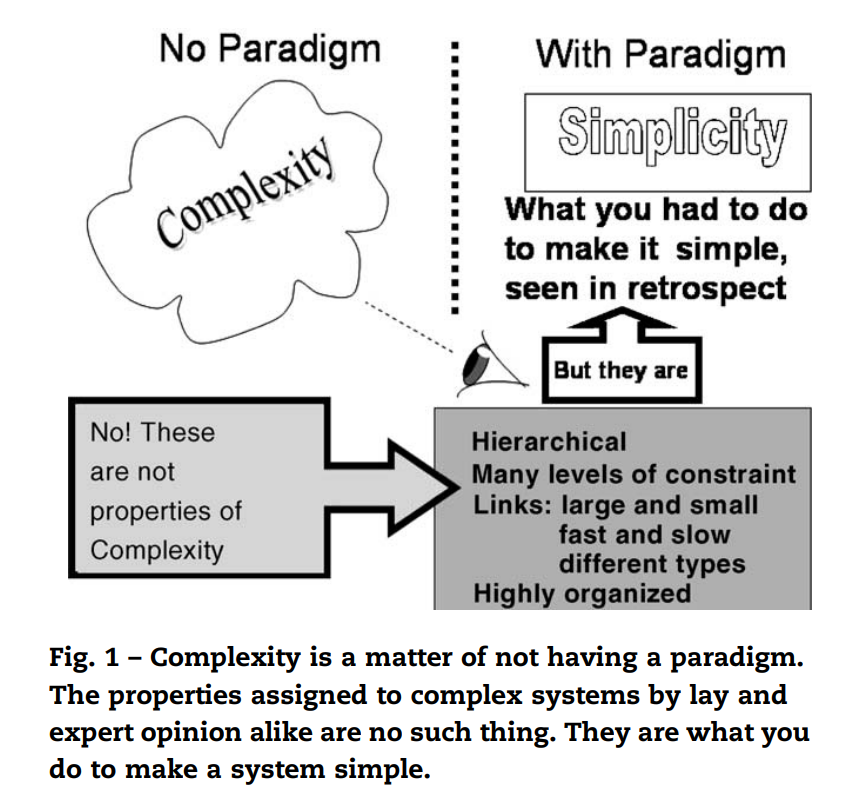 No Paradigm
With Paradigm
Complexity
Simplicity
What you had to do
to make it simple,
seen in retrospect
But they are
No! These
are not
properties of
Complexity
Hierarchical
Many levels of constraint
Links: large and small
fast and slow
different types
Highly organized
Fig. 1 – Complexity is a matter of not having a paradigm.
The properties assigned to complex systems by lay and
expert opinion alike are no such thing. They are what you
do to make a system simple.